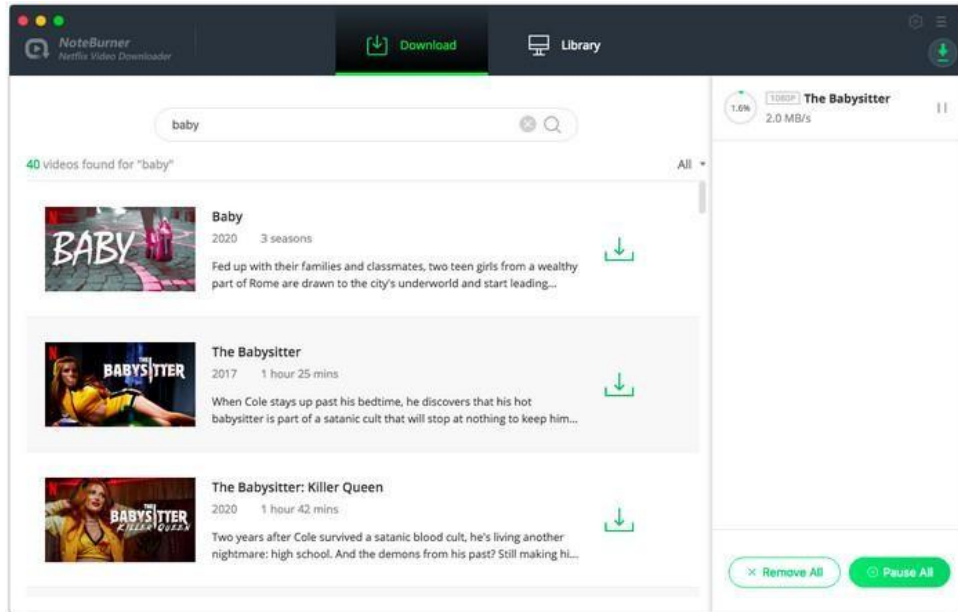 NoteBurner
Netflix Video Downloader
Download
Library
baby
40 videos found for "baby"
All
N
BABY
Baby
2020 3 seasons
Fed up with their families and classmates, two teen girls from a wealthy
part of Rome are drawn to the city's underworld and start leading...
N
THE
BABYSITTER
The Babysitter
2017 1 hour 25 mins
When Cole stays up past his bedtime, he discovers that his hot
babysitter is part of a satanic cult that will stop at nothing to keep him...
N
THE
BABYSITTER
KILLER QUEEN
The Babysitter: Killer Queen
2020 1 hour 42 mins
Two years after Cole survived a satanic blood cult, he's living another
nightmare: high school. And the demons from his past? Still making hi...
1.6%
1080P The Babysitter
2.0 MB/s
Remove All
Pause All